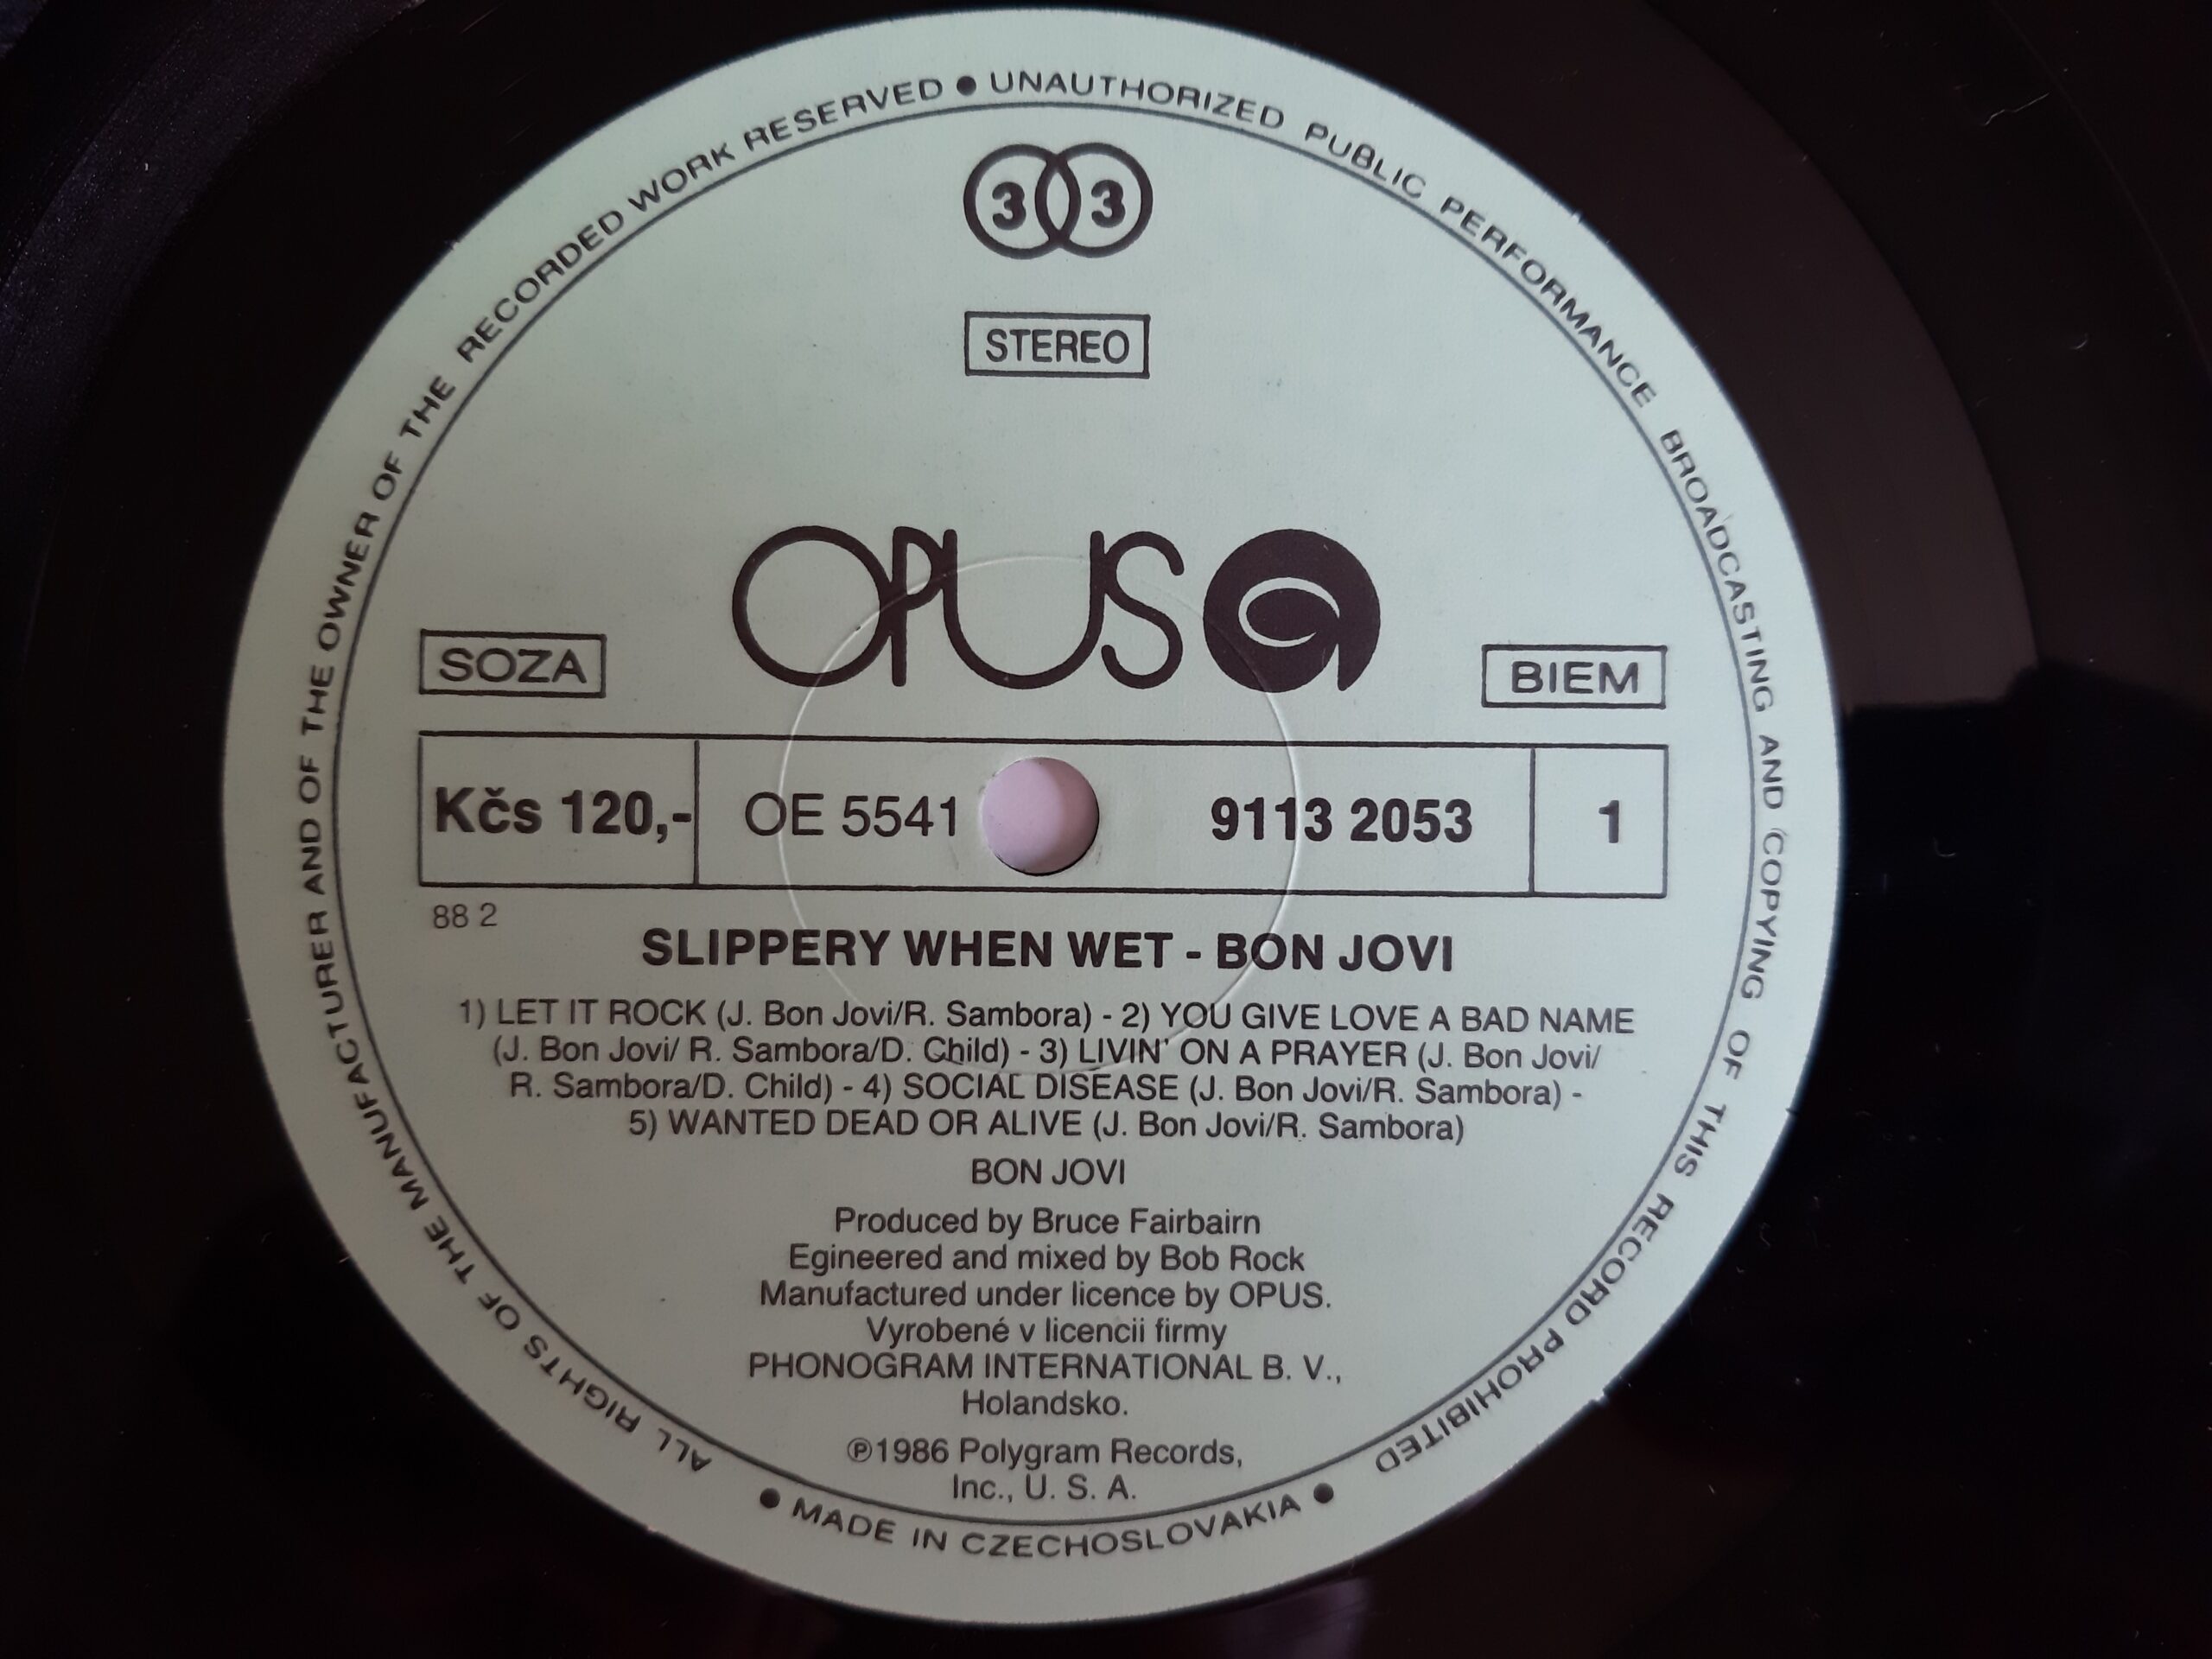 ALL RIGHTS OF THE MANUFACTURER AND OF THE OWNER OF THE RECORDED WORK RESERVED ● UNAUTHORIZED PUBLIC PERFORMANCE BROADCASTING AND COPYING OF THIS RECORD PROHIBITED
33
STEREO
OPUS
SOZA
BIEM
Kčs 120,- OE 5541 9113 2053 1
88 2
SLIPPERY WHEN WET - BON JOVI
1) LET IT ROCK (J. Bon Jovi/R. Sambora) - 2) YOU GIVE LOVE A BAD NAME
(J. Bon Jovi/ R. Sambora/D. Child) - 3) LIVIN' ON A PRAYER (J. Bon Jovi/
R. Sambora/D. Child) - 4) SOCIAL DISEASE (J. Bon Jovi/R. Sambora) -
5) WANTED DEAD OR ALIVE (J. Bon Jovi/R. Sambora)
BON JOVI
Produced by Bruce Fairbairn
Egineered and mixed by Bob Rock
Manufactured under licence by OPUS.
Vyrobené v licencii firmy
PHONOGRAM INTERNATIONAL B. V.,
Holandsko.
℗1986 Polygram Records,
Inc., U. S. A.
● MADE IN CZECHOSLOVAKIA ●